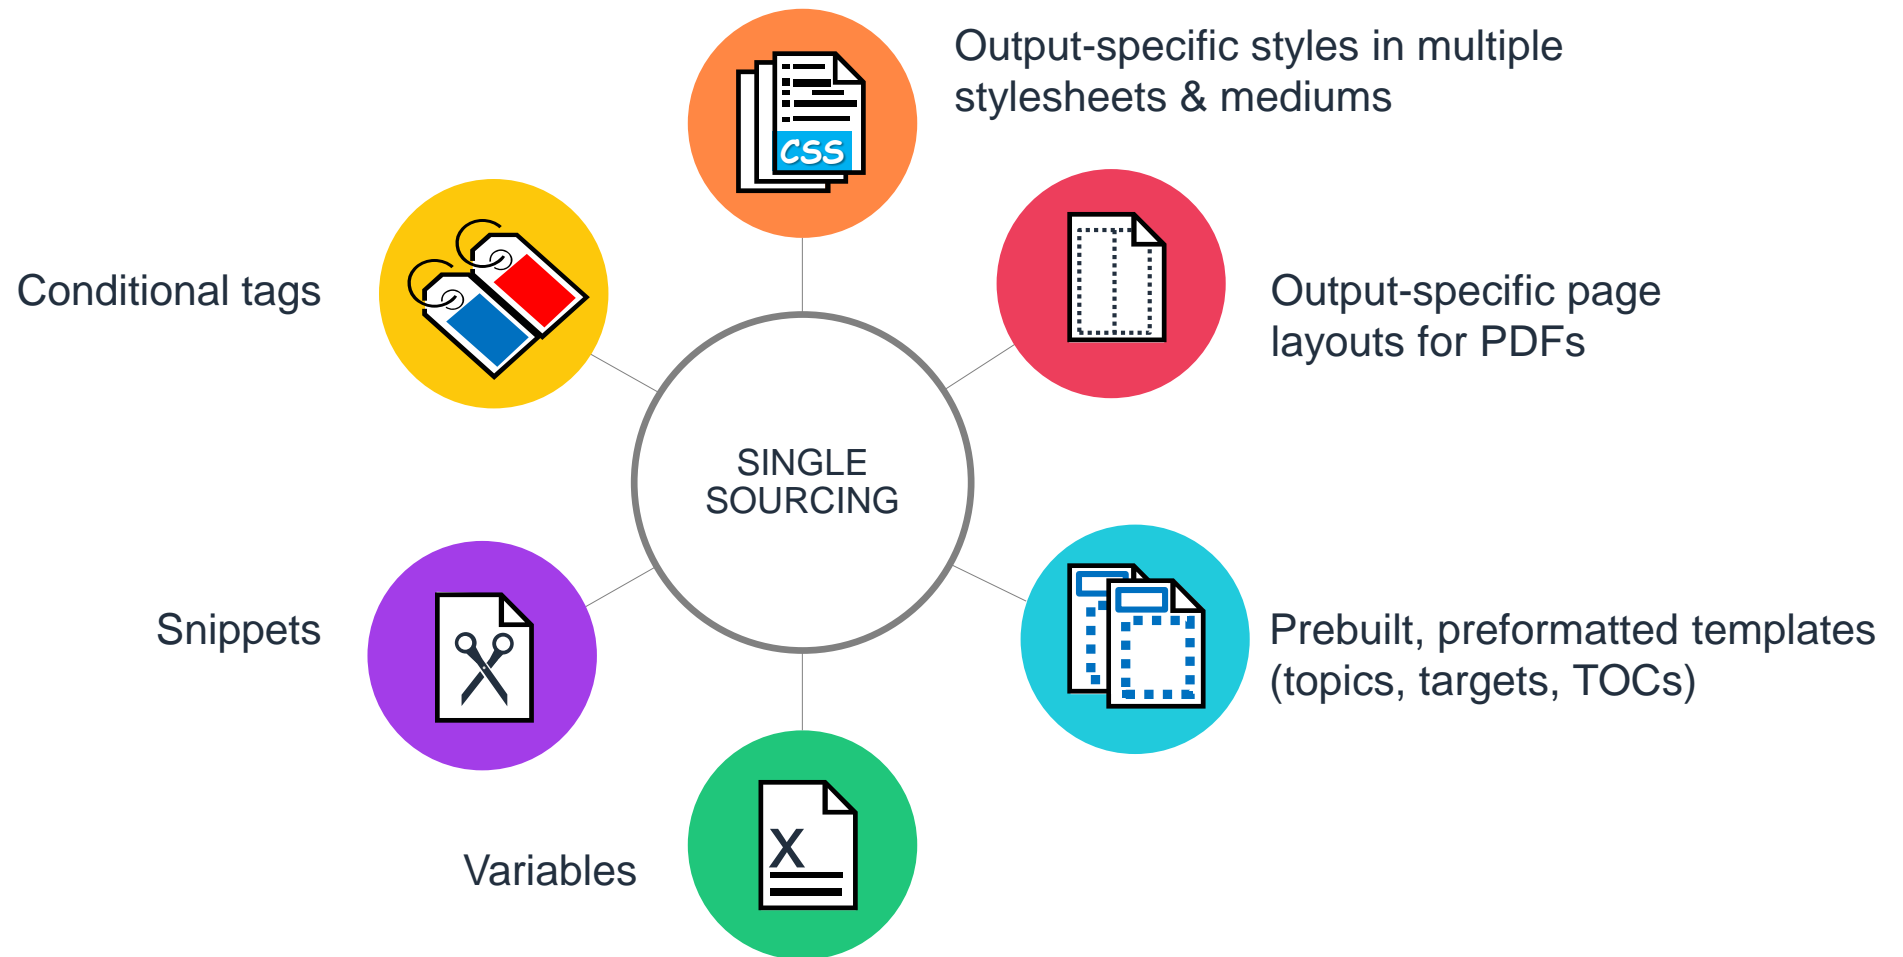 Output-specific styles in multiple
stylesheets & mediums
CSS
Conditional tags
Output-specific page
layouts for PDFs
SINGLE
SOURCING
Snippets
Prebuilt, preformatted templates
(topics, targets, TOCs)
Variables
X